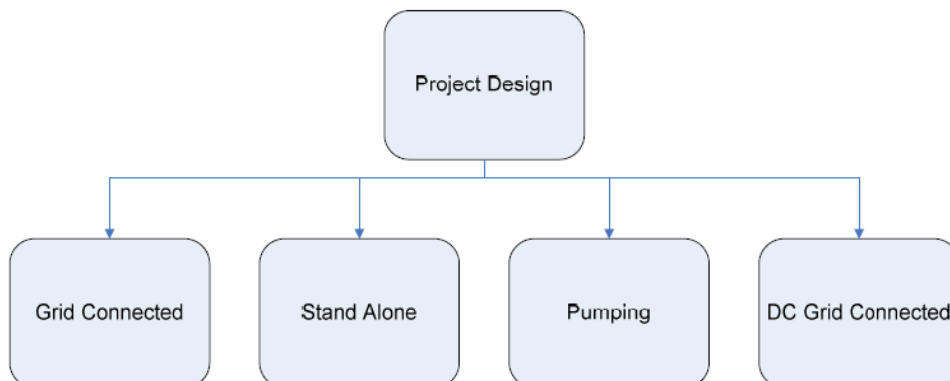 Project Design
Grid Connected
Stand Alone
Pumping
DC Grid Connected